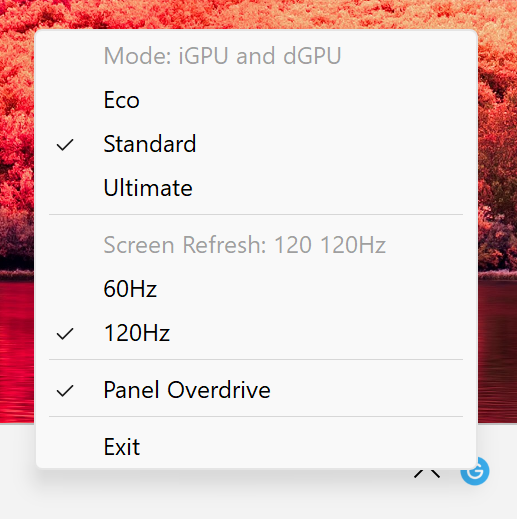 Mode: iGPU and dGPU
Eco
Standard
Ultimate
Screen Refresh: 120 120Hz
60Hz
120Hz
Panel Overdrive
Exit
G